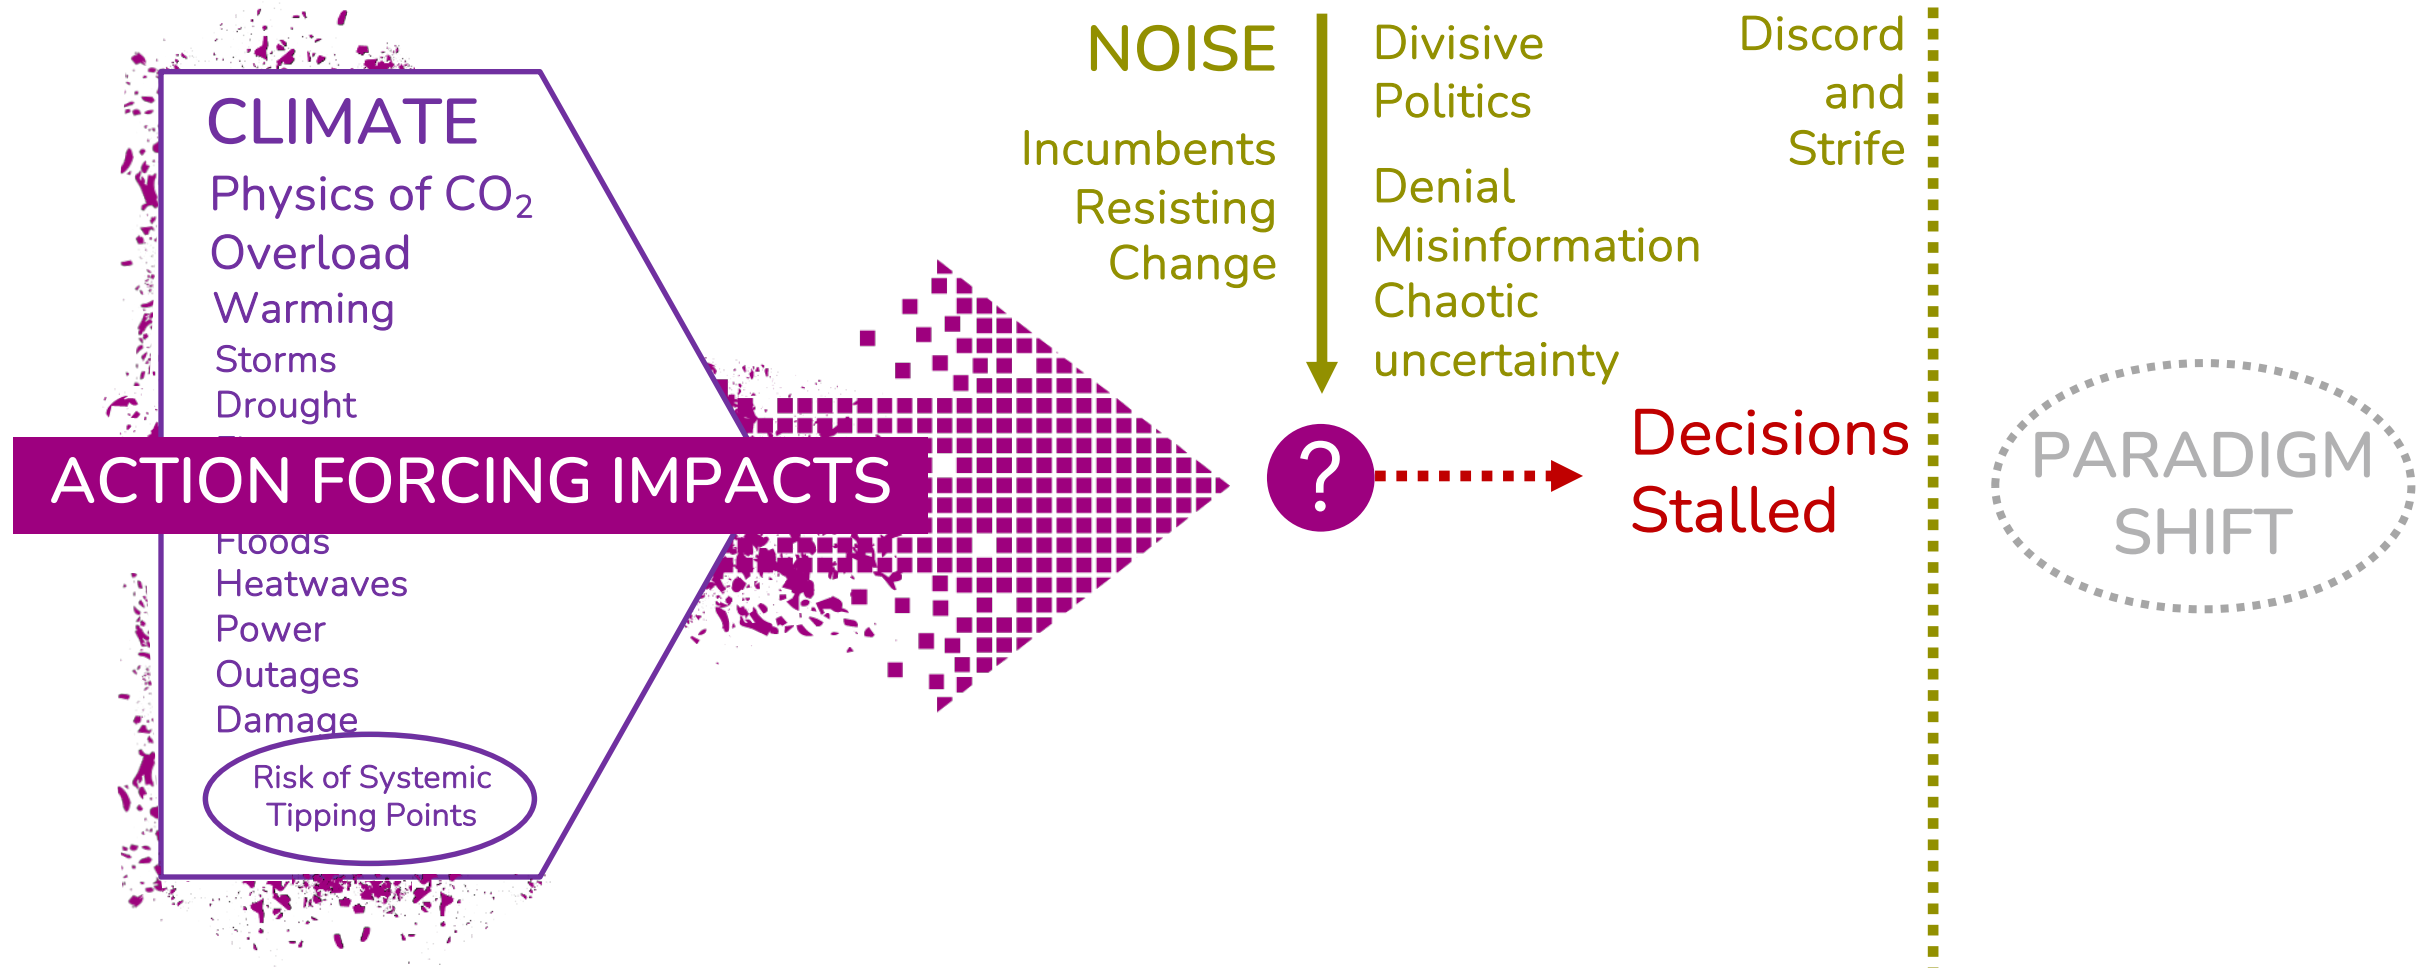 CLIMATE
Physics of CO₂
Overload
Warming
Storms
Drought
ACTION FORCING IMPACTS
Floods
Heatwaves
Power
Outages
Damage
Risk of Systemic
Tipping Points
NOISE
Incumbents
Resisting
Change
Divisive
Politics
Denial
Misinformation
Chaotic
uncertainty
Discord
and
Strife
?
Decisions
Stalled
PARADIGM
SHIFT